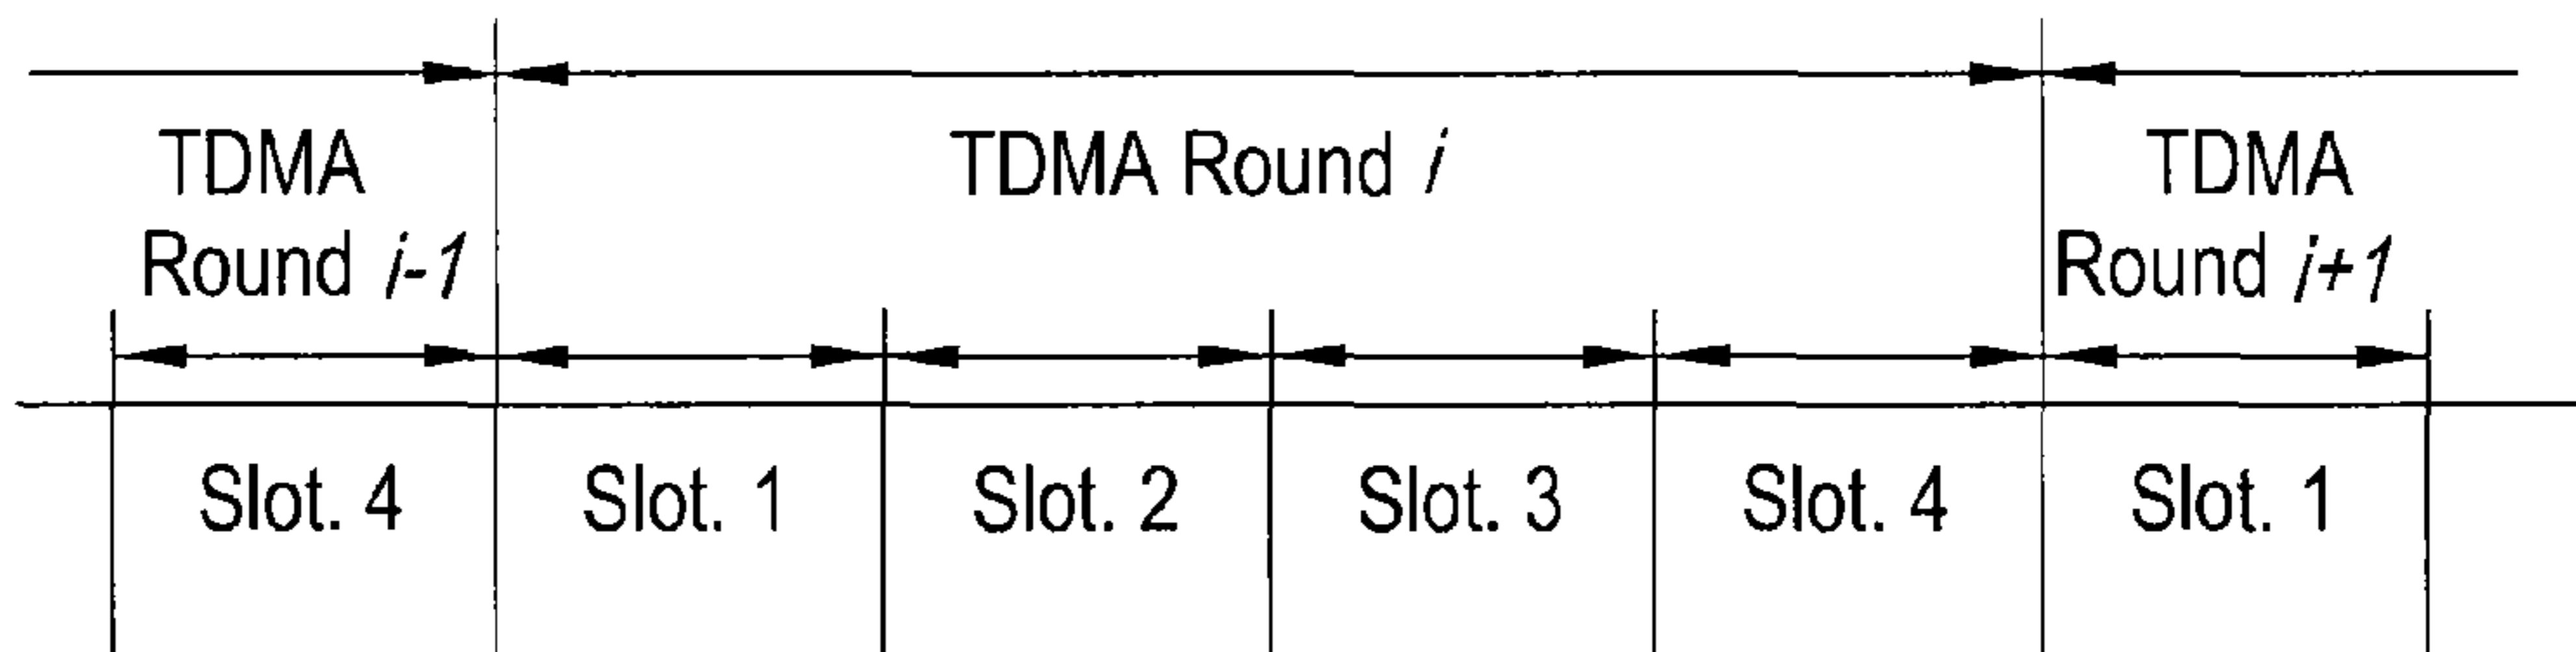 TDMA
Round i-1
TDMA Round i
TDMA
Round i+1
Slot. 4
Slot. 1
Slot. 2
Slot. 3
Slot. 4
Slot. 1